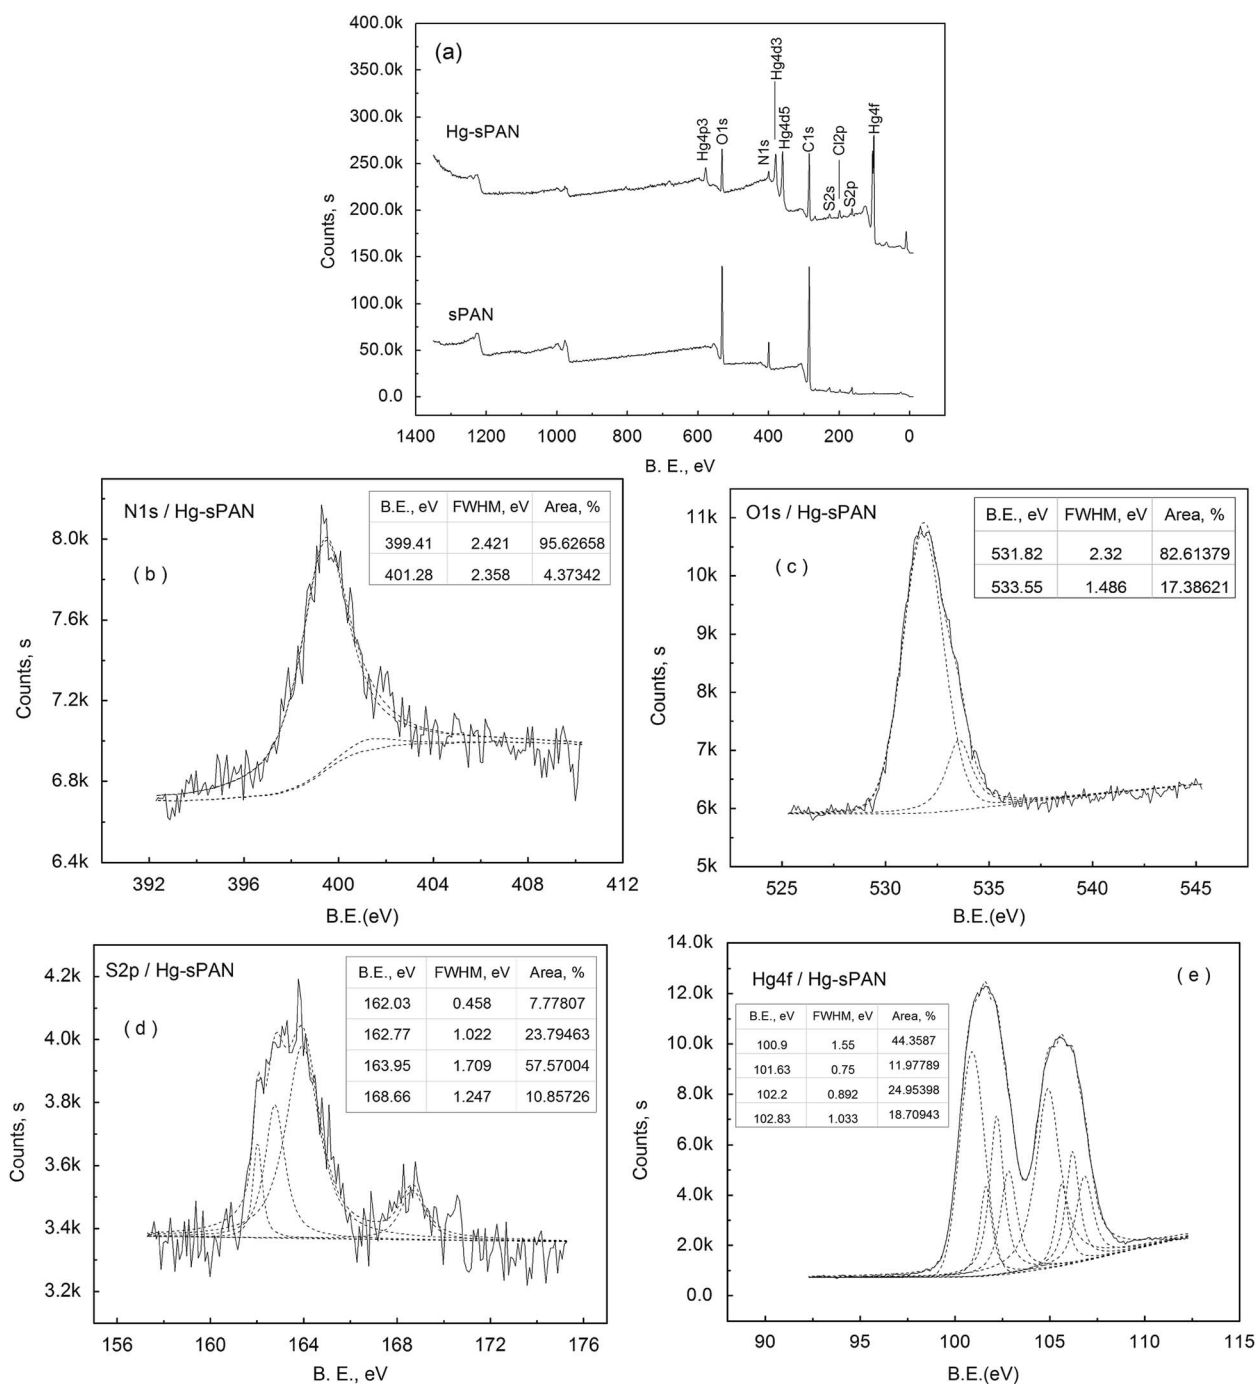 400.0k
(a)
350.0k
Hg4d3
300.0k
Hg-sPAN
Hg4p3
O1s
N1s
Hg4d5
C1s
Cl2p
Hg4f
250.0k
S2s
S2p
200.0k
Counts, s
150.0k
100.0k
sPAN
50.0k
0.0
1400 1200 1000 800 600 400 200 0
B. E., eV
N1s / Hg-sPAN
( b )
B.E., eV FWHM, eV Area, %
399.41 2.421 95.62658
401.28 2.358 4.37342
8.0k
7.6k
7.2k
6.8k
6.4k
Counts, s
392 396 400 404 408 412
B.E.(eV)
O1s / Hg-sPAN
( c )
B.E., eV FWHM, eV Area, %
531.82 2.32 82.61379
533.55 1.486 17.38621
11k
10k
9k
8k
7k
6k
5k
Counts, s
525 530 535 540 545
B.E.(eV)
S2p / Hg-sPAN
( d )
B.E., eV FWHM, eV Area, %
162.03 0.458 7.77807
162.77 1.022 23.79463
163.95 1.709 57.57004
168.66 1.247 10.85726
4.2k
4.0k
3.8k
3.6k
3.4k
3.2k
Counts, s
156 160 164 168 172 176
B. E., eV
Hg4f / Hg-sPAN
( e )
B.E., eV FWHM, eV Area, %
100.9 1.55 44.3587
101.63 0.75 11.97789
102.2 0.892 24.95398
102.83 1.033 18.70943
14.0k
12.0k
10.0k
8.0k
6.0k
4.0k
2.0k
0.0
Counts, s
90 95 100 105 110 115
B.E.(eV)